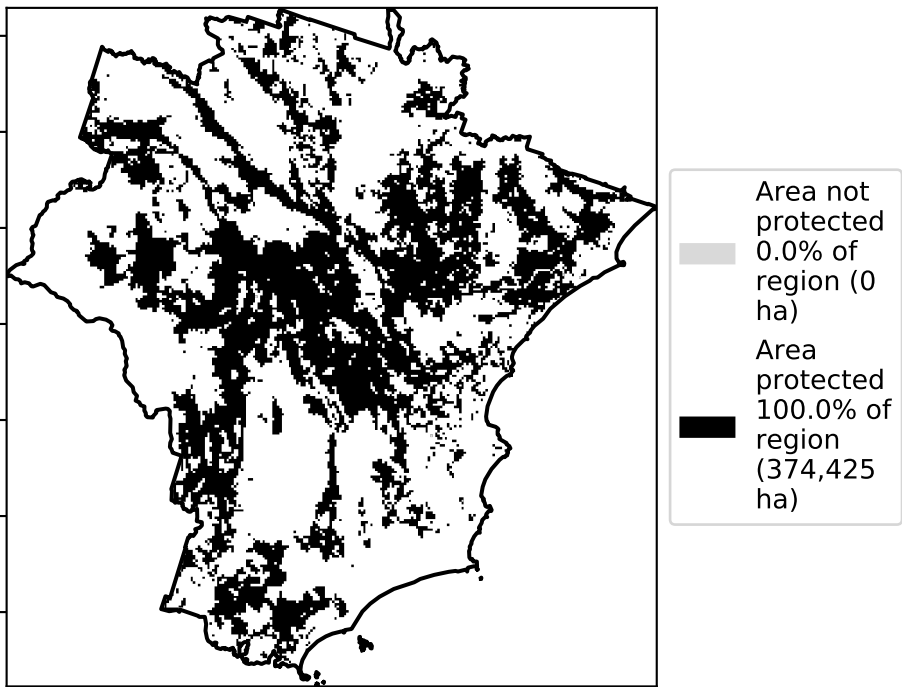 Area not
protected
0.0% of
region (0
ha)
Area
protected
100.0% of
region
(374,425
ha)